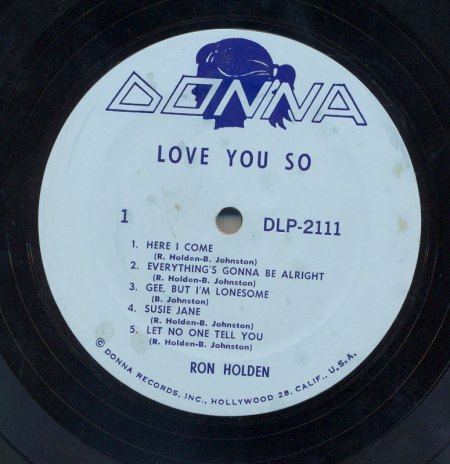 DONNA
LOVE YOU SO
1 DLP-2111
1. HERE I COME
(R. Holden-B. Johnston)
2. EVERYTHING'S GONNA BE ALRIGHT
(R. Holden-B. Johnston)
3. GEE, BUT I'M LONESOME
(B. Johnston)
4. SUSIE JANE
(R. Holden-B. Johnston)
5. LET NO ONE TELL YOU
(R. Holden-B. Johnston)
RON HOLDEN
© DONNA RECORDS, INC., HOLLYWOOD 28, CALIF., U.S.A.